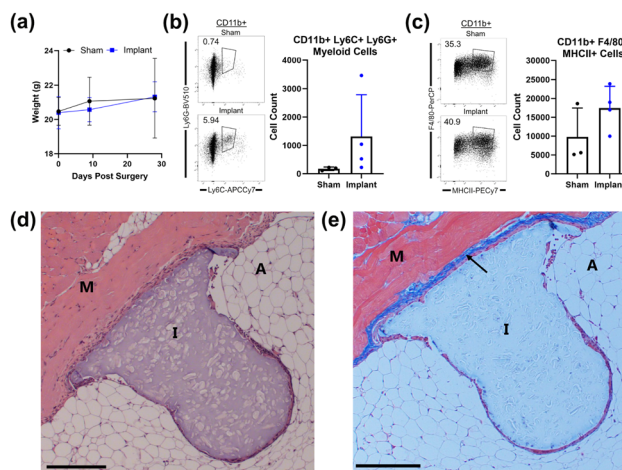 (a)
Sham
Implant
Weight (g)
24
22
20
18
16
0
10
20
30
Days Post Surgery
(b)
CD11b+
Sham
0.74
Implant
5.94
Ly6G-BV510
Ly6C-APCCy7
CD11b+ Ly6C+ Ly6G+
Myeloid Cells
Cell Count
4000
3000
2000
1000
0
Sham Implant
(c)
CD11b+
Sham
35.3
Implant
40.9
F4/80-PerCP
MHCII-PECy7
CD11b+ F4/80
MHCII+ Cells
Cell Count
30000
25000
20000
15000
10000
5000
0
Sham Implant
(d)
M
A
I
(e)
M
A
I